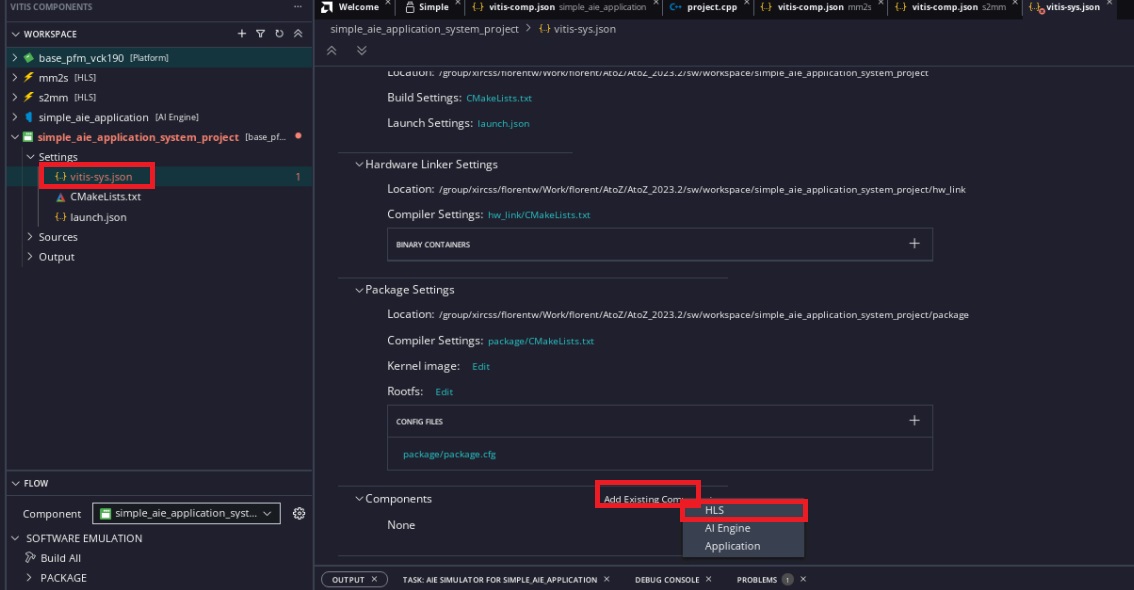 VITIS COMPONENTS ...
WORKSPACE
base_pfm_vck190 [Platform]
mm2s [HLS]
s2mm [HLS]
simple_aie_application [AI Engine]
simple_aie_application_system_project [base_pf...
Settings
vitis-sys.json 1
CMakeLists.txt
launch.json
Sources
Output
FLOW
Component simple_aie_application_syst...
SOFTWARE EMULATION
Build All
PACKAGE
Welcome Simple vitis-comp.json simple_aie_application project.cpp vitis-comp.json mm2s vitis-comp.json s2mm vitis-sys.json
simple_aie_application_system_project > {..} vitis-sys.json
Location: /group/xircss/florentw/Work/florent/AtoZ/AtoZ_2023.2/sw/workspace/simple_aie_application_system_project
Build Settings: CMakeLists.txt
Launch Settings: launch.json
Hardware Linker Settings
Location: /group/xircss/florentw/Work/florent/AtoZ/AtoZ_2023.2/sw/workspace/simple_aie_application_system_project/hw_link
Compiler Settings: hw_link/CMakeLists.txt
BINARY CONTAINERS
Package Settings
Location: /group/xircss/florentw/Work/florent/AtoZ/AtoZ_2023.2/sw/workspace/simple_aie_application_system_project/package
Compiler Settings: package/CMakeLists.txt
Kernel image: Edit
Rootfs: Edit
CONFIG FILES
package/package.cfg
Components Add Existing
HLS
None
AI Engine
Application
OUTPUT TASK: AIE SIMULATOR FOR SIMPLE_AIE_APPLICATION DEBUG CONSOLE PROBLEMS 1